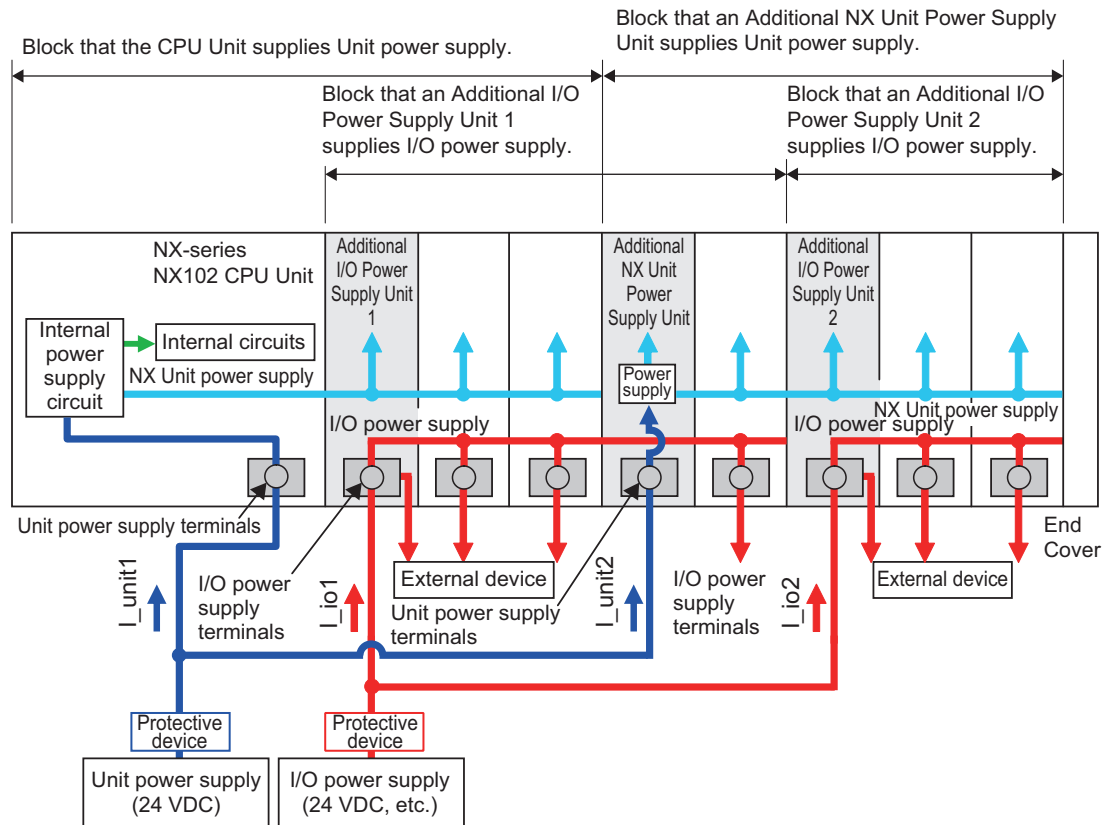 Block that the CPU Unit supplies Unit power supply.
Block that an Additional NX Unit Power Supply
Unit supplies Unit power supply.
Block that an Additional I/O
Power Supply Unit 1
supplies I/O power supply.
Block that an Additional I/O
Power Supply Unit 2
supplies I/O power supply.
NX-series
NX102 CPU Unit
Additional
I/O Power
Supply Unit
1
Additional
NX Unit
Power
Supply Unit
Additional
I/O Power
Supply Unit
2
Internal
power
supply
circuit
Internal circuits
NX Unit power supply
Power
supply
NX Unit power supply
I/O power supply
I/O power supply
Unit power supply terminals
End
Cover
I_unit1
I/O power
supply
terminals
I_io1
External device
Unit power supply
terminals
I_unit2
I/O power
supply
terminals
I_io2
External device
Protective
device
Protective
device
Unit power supply
(24 VDC)
I/O power supply
(24 VDC, etc.)